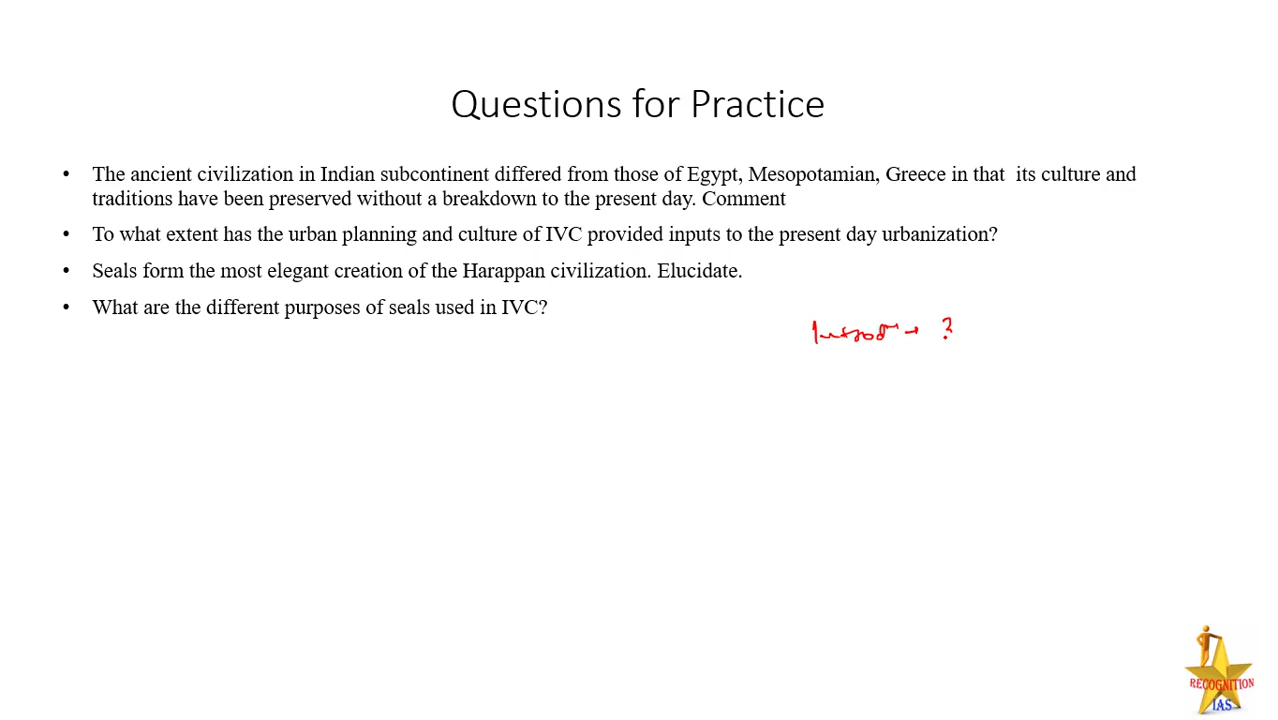 Questions for Practice
• The ancient civilization in Indian subcontinent differed from those of Egypt, Mesopotamian, Greece in that its culture and
traditions have been preserved without a breakdown to the present day. Comment
• To what extent has the urban planning and culture of IVC provided inputs to the present day urbanization?
• Seals form the most elegant creation of the Harappan civilization. Elucidate.
• What are the different purposes of seals used in IVC?
→ ?
RECOGNITION
IAS